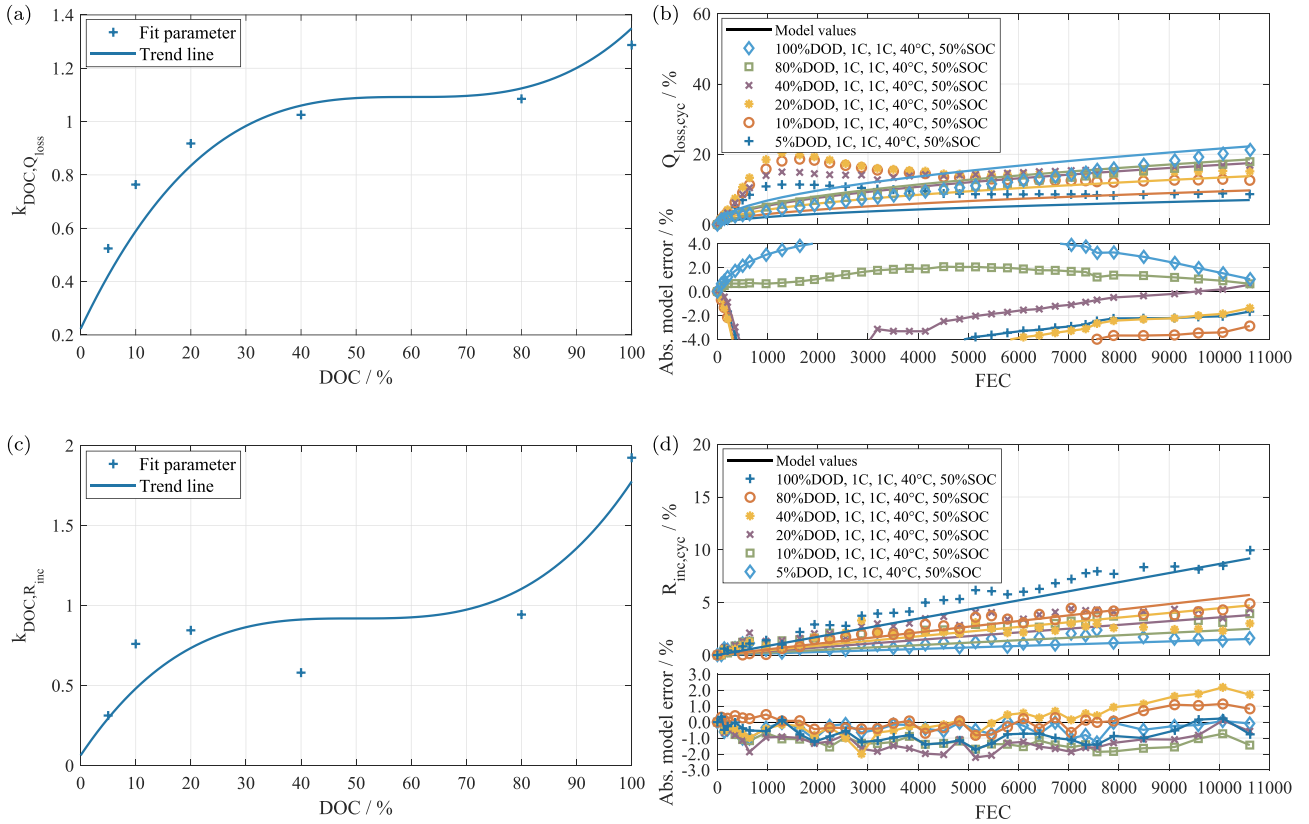 (a)
1.4
1.2
1
0.8
0.6
0.4
0.2
k_DOC,Q_loss
Fit parameter
Trend line
0 10 20 30 40 50 60 70 80 90 100
DOC / %
(b)
60
40
20
0
Q_loss,cyc / %
Model values
100%DOD, 1C, 1C, 40°C, 50%SOC
80%DOD, 1C, 1C, 40°C, 50%SOC
40%DOD, 1C, 1C, 40°C, 50%SOC
20%DOD, 1C, 1C, 40°C, 50%SOC
10%DOD, 1C, 1C, 40°C, 50%SOC
5%DOD, 1C, 1C, 40°C, 50%SOC
4.0
2.0
0.0
-2.0
-4.0
Abs. model error / %
0 1000 2000 3000 4000 5000 6000 7000 8000 9000 10000 11000
FEC
(c)
2
1.5
1
0.5
0
k_DOC,R_inc
Fit parameter
Trend line
0 10 20 30 40 50 60 70 80 90 100
DOC / %
(d)
20
15
10
5
0
R_inc,cyc / %
Model values
100%DOD, 1C, 1C, 40°C, 50%SOC
80%DOD, 1C, 1C, 40°C, 50%SOC
40%DOD, 1C, 1C, 40°C, 50%SOC
20%DOD, 1C, 1C, 40°C, 50%SOC
10%DOD, 1C, 1C, 40°C, 50%SOC
5%DOD, 1C, 1C, 40°C, 50%SOC
3.0
2.0
1.0
0.0
-1.0
-2.0
-3.0
Abs. model error / %
0 1000 2000 3000 4000 5000 6000 7000 8000 9000 10000 11000
FEC